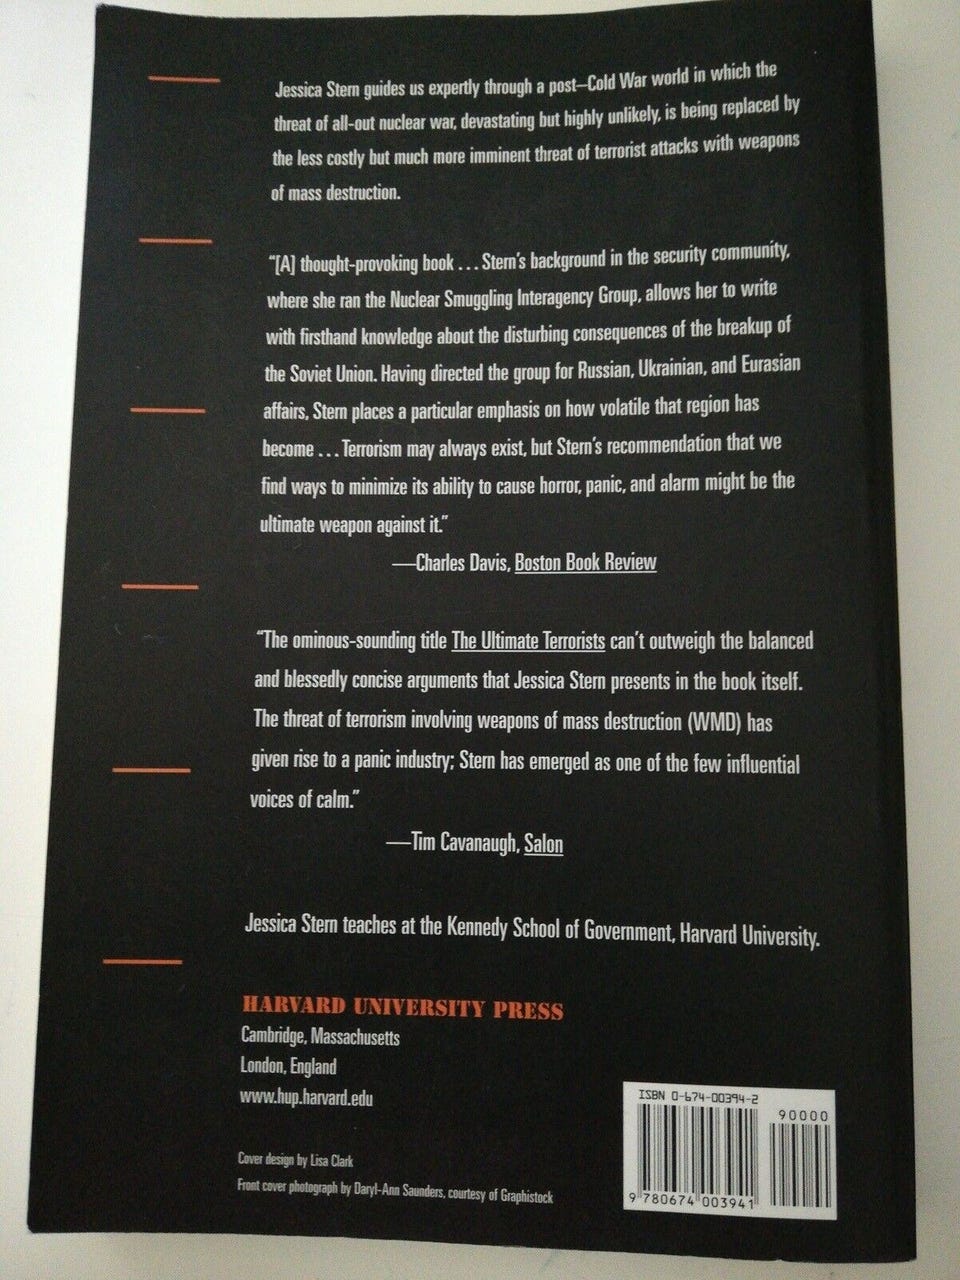 Jessica Stern guides us expertly through a post–Cold War world in which the
threat of all-out nuclear war, devastating but highly unlikely, is being replaced by
the less costly but much more imminent threat of terrorist attacks with weapons
of mass destruction.
“[A] thought-provoking book . . . Stern’s background in the security community,
where she ran the Nuclear Smuggling Interagency Group, allows her to write
with firsthand knowledge about the disturbing consequences of the breakup of
the Soviet Union. Having directed the group for Russian, Ukrainian, and Eurasian
affairs, Stern places a particular emphasis on how volatile that region has
become . . . Terrorism may always exist, but Stern’s recommendation that we
find ways to minimize its ability to cause horror, panic, and alarm might be the
ultimate weapon against it.”
—Charles Davis, Boston Book Review
“The ominous-sounding title The Ultimate Terrorists can’t outweigh the balanced
and blessedly concise arguments that Jessica Stern presents in the book itself.
The threat of terrorism involving weapons of mass destruction (WMD) has
given rise to a panic industry; Stern has emerged as one of the few influential
voices of calm.”
—Tim Cavanaugh, Salon
Jessica Stern teaches at the Kennedy School of Government, Harvard University.
HARVARD UNIVERSITY PRESS
Cambridge, Massachusetts
London, England
www.hup.harvard.edu
Cover design by Lisa Clark
Front cover photograph by Daryl-Ann Saunders, courtesy of Graphistock
ISBN 0-674-00394-2
90000
9 780674 003941